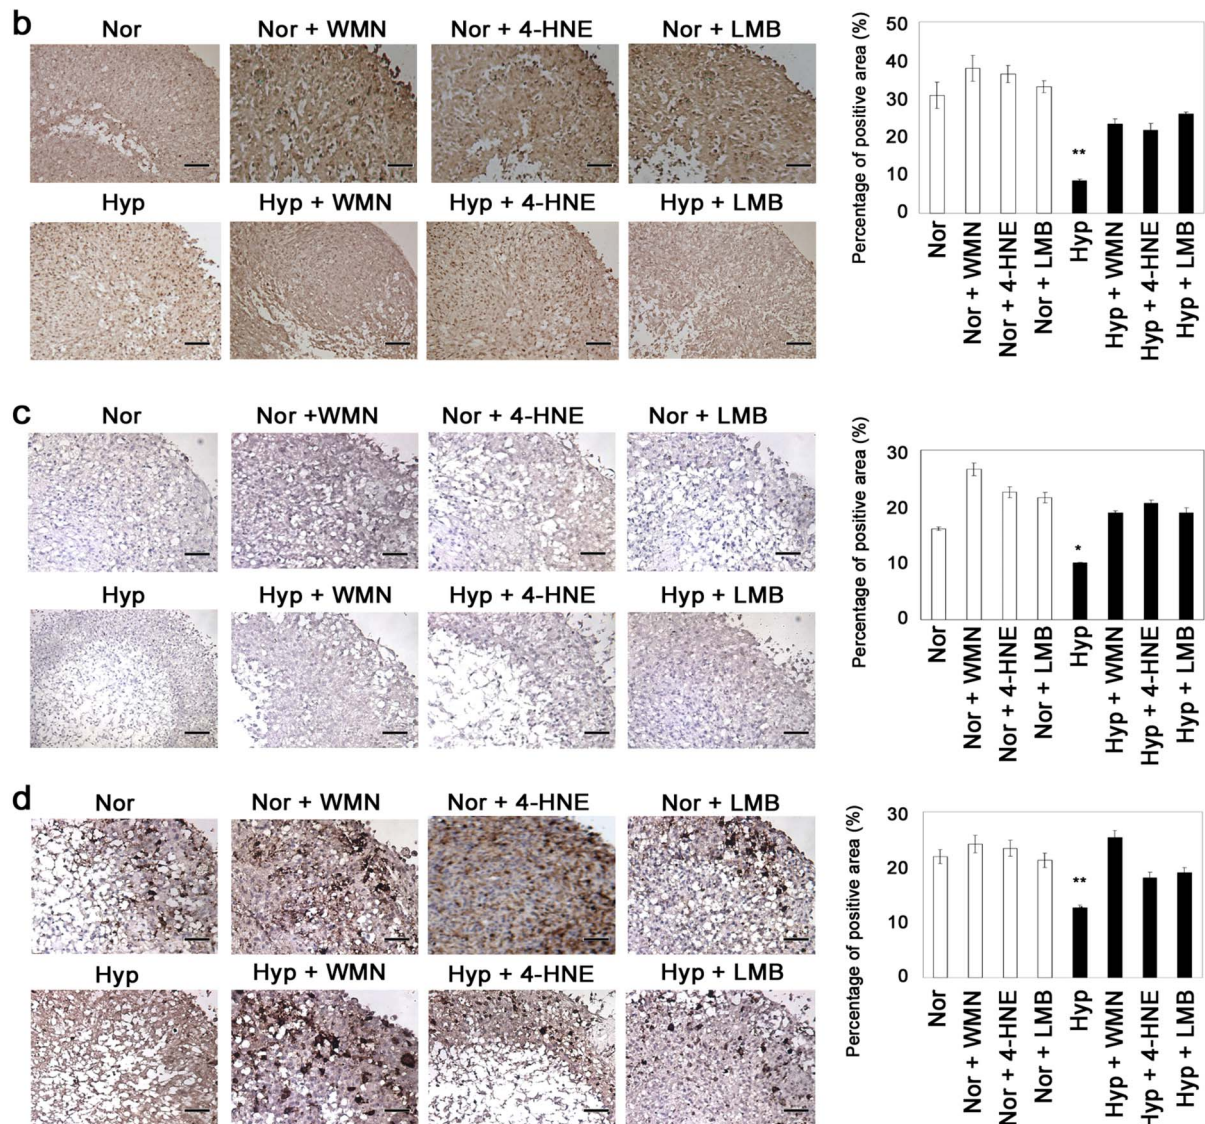 b
Nor
Nor + WMN
Nor + 4-HNE
Nor + LMB
Hyp
Hyp + WMN
Hyp + 4-HNE
Hyp + LMB
Percentage of positive area (%)
50
40
30
20
10
0
**
Nor
Nor + WMN
Nor + 4-HNE
Nor + LMB
Hyp
Hyp + WMN
Hyp + 4-HNE
Hyp + LMB
c
Nor
Nor +WMN
Nor + 4-HNE
Nor + LMB
Hyp
Hyp + WMN
Hyp + 4-HNE
Hyp + LMB
Percentage of positive area (%)
30
20
10
0
*
Nor
Nor + WMN
Nor + 4-HNE
Nor + LMB
Hyp
Hyp + WMN
Hyp + 4-HNE
Hyp + LMB
d
Nor
Nor + WMN
Nor + 4-HNE
Nor + LMB
Hyp
Hyp + WMN
Hyp + 4-HNE
Hyp + LMB
Percentage of positive area (%)
30
20
10
0
**
Nor
Nor + WMN
Nor + 4-HNE
Nor + LMB
Hyp
Hyp + WMN
Hyp + 4-HNE
Hyp + LMB